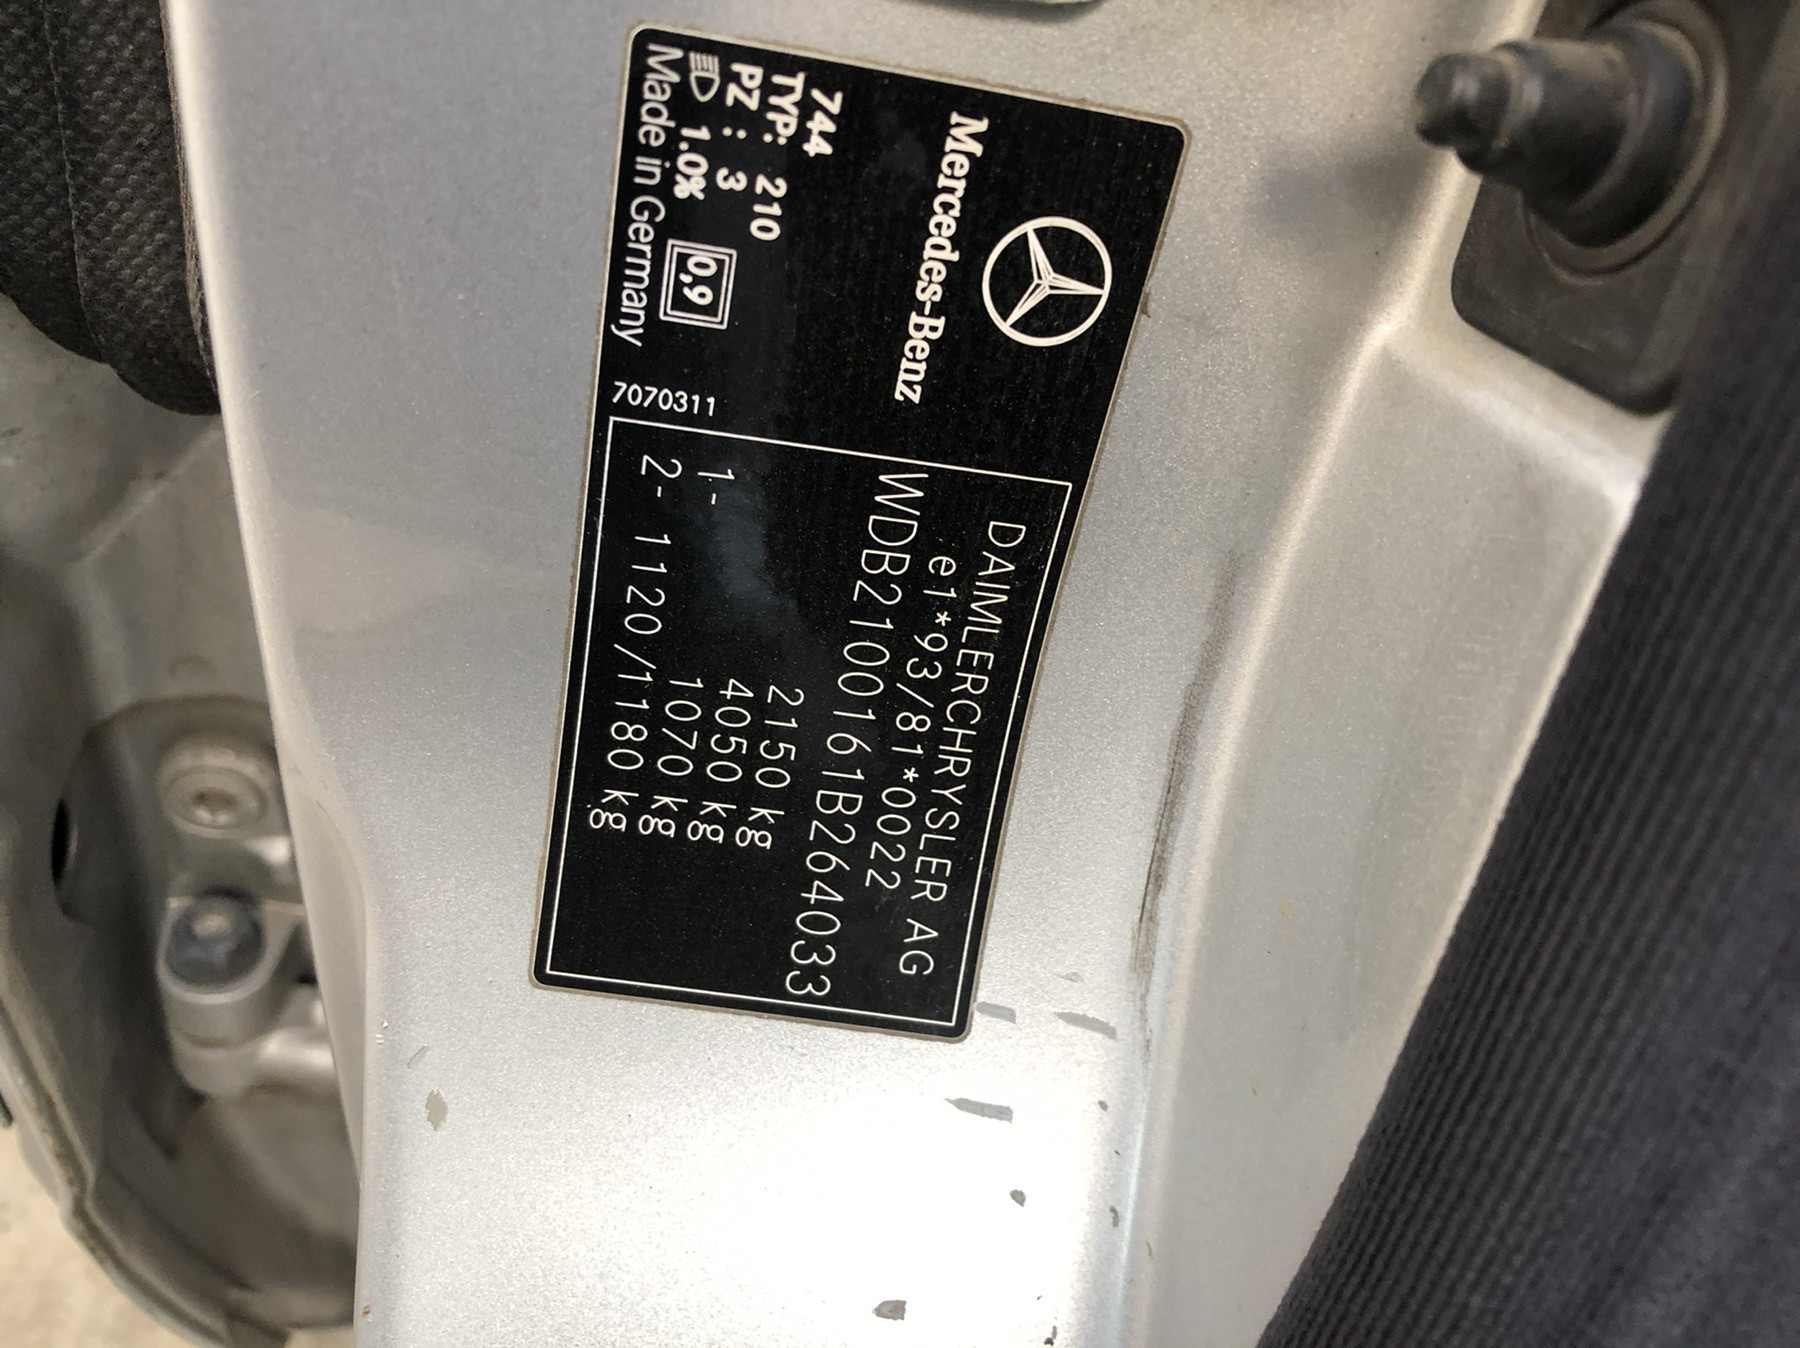 Mercedes-Benz
744
TYP: 210
PZ : 3
1.0% 0,9
Made in Germany
7070311
DAIMLERCHRYSLER AG
e1*93/81*0022
WDB2100161B264033
2150 kg
4050 kg
1- 1070 kg
2- 1120/1180 kg